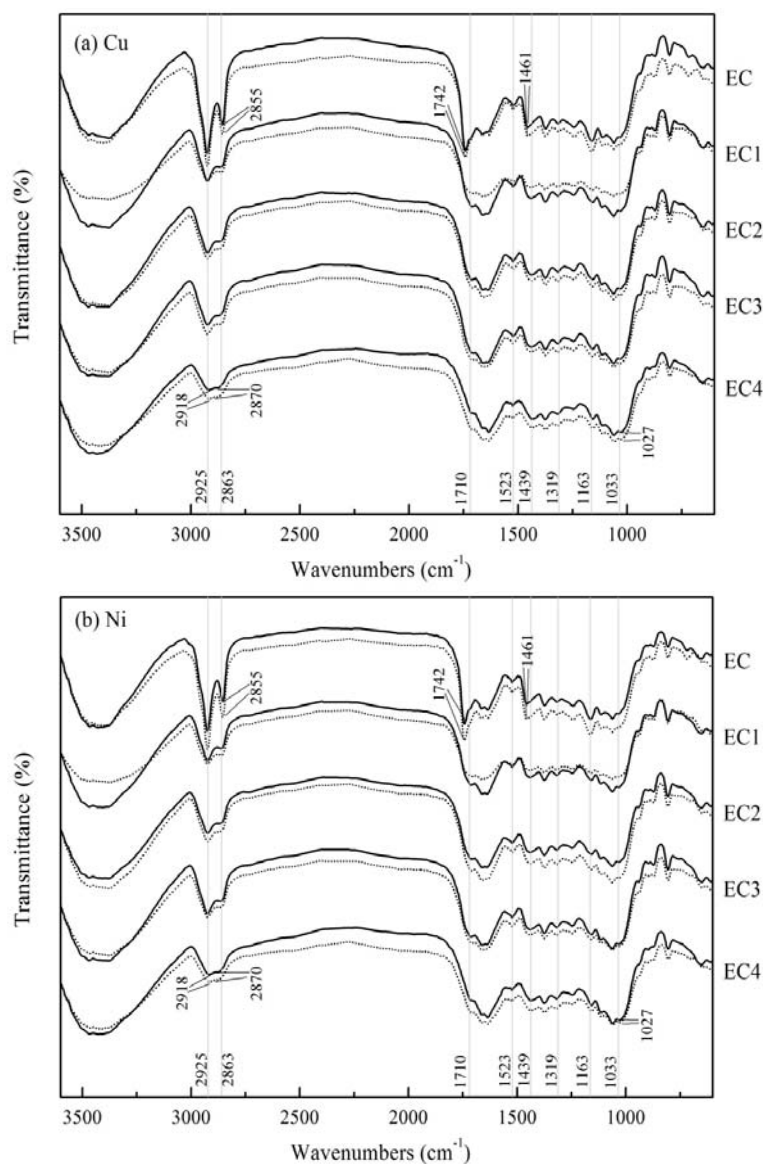 (a) Cu
EC
EC1
EC2
EC3
EC4
2855
1742
1461
2918
2870
1027
2925
2863
1710
1523
1439
1319
1163
1033
Transmittance (%)
3500 3000 2500 2000 1500 1000
Wavenumbers (cm⁻¹)
(b) Ni
EC
EC1
EC2
EC3
EC4
2855
1742
1461
2918
2870
1027
2925
2863
1710
1523
1439
1319
1163
1033
Transmittance (%)
3500 3000 2500 2000 1500 1000
Wavenumbers (cm⁻¹)